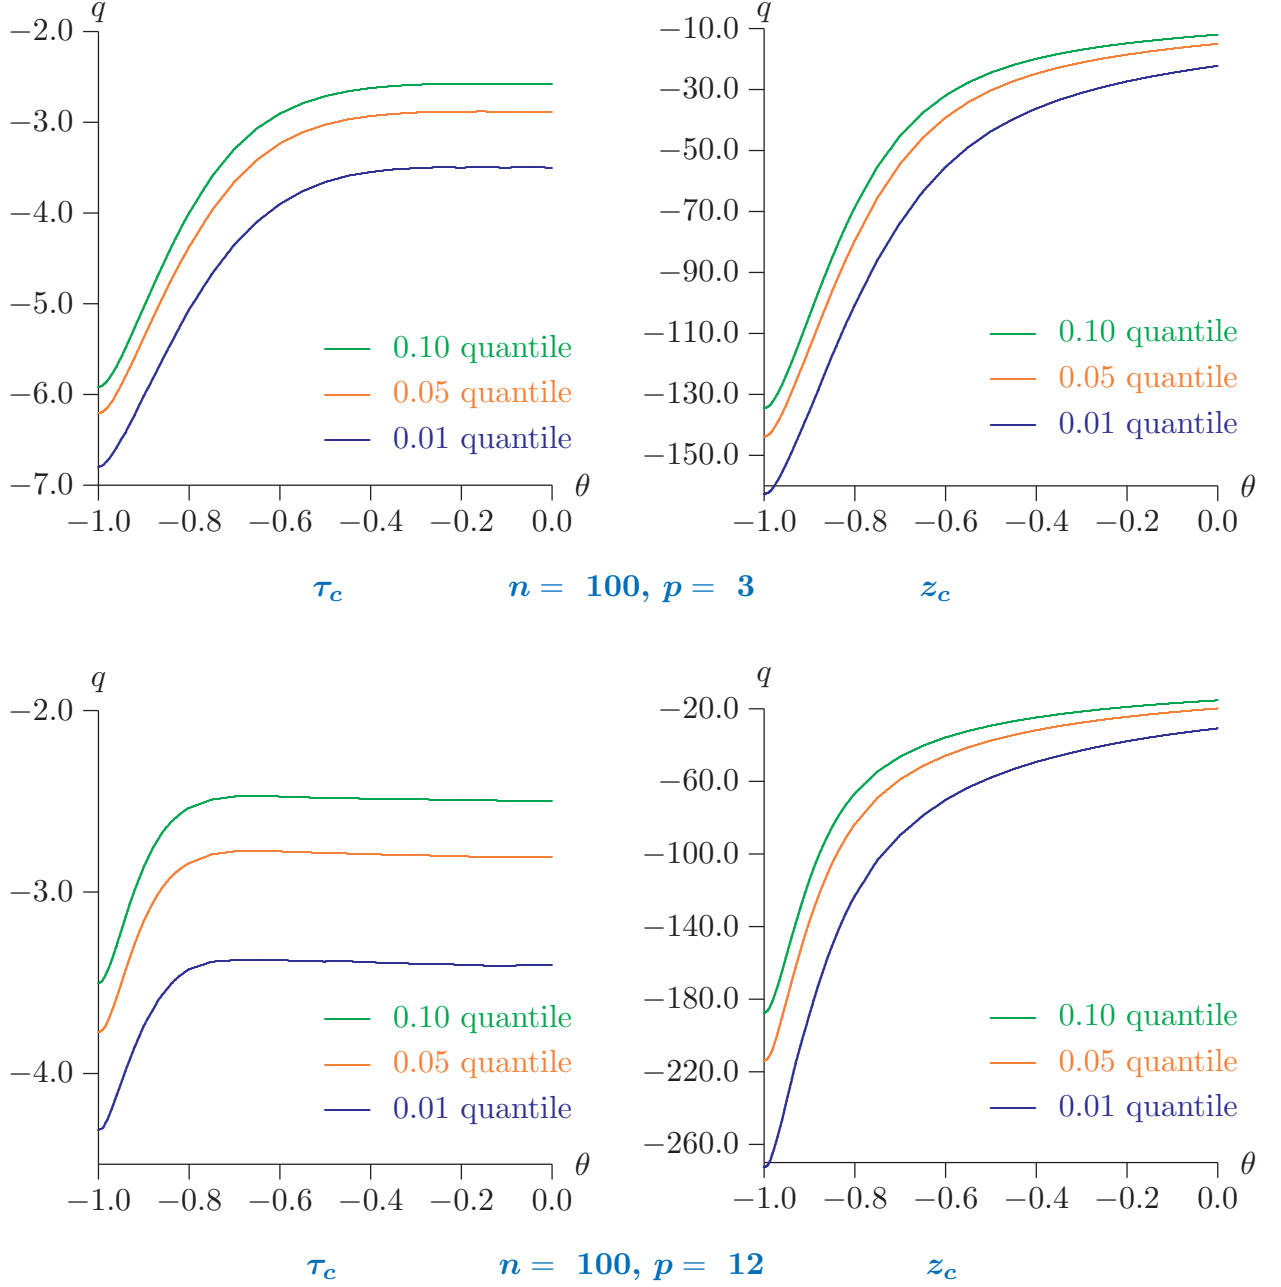 q
−2.0
−3.0
−4.0
−5.0
−6.0
−7.0
0.10 quantile
0.05 quantile
0.01 quantile
θ
−1.0 −0.8 −0.6 −0.4 −0.2 0.0
q
−10.0
−30.0
−50.0
−70.0
−90.0
−110.0
−130.0
−150.0
0.10 quantile
0.05 quantile
0.01 quantile
θ
−1.0 −0.8 −0.6 −0.4 −0.2 0.0
τc n = 100, p = 3 zc
q
−2.0
−3.0
−4.0
0.10 quantile
0.05 quantile
0.01 quantile
θ
−1.0 −0.8 −0.6 −0.4 −0.2 0.0
q
−20.0
−60.0
−100.0
−140.0
−180.0
−220.0
−260.0
0.10 quantile
0.05 quantile
0.01 quantile
θ
−1.0 −0.8 −0.6 −0.4 −0.2 0.0
τc n = 100, p = 12 zc